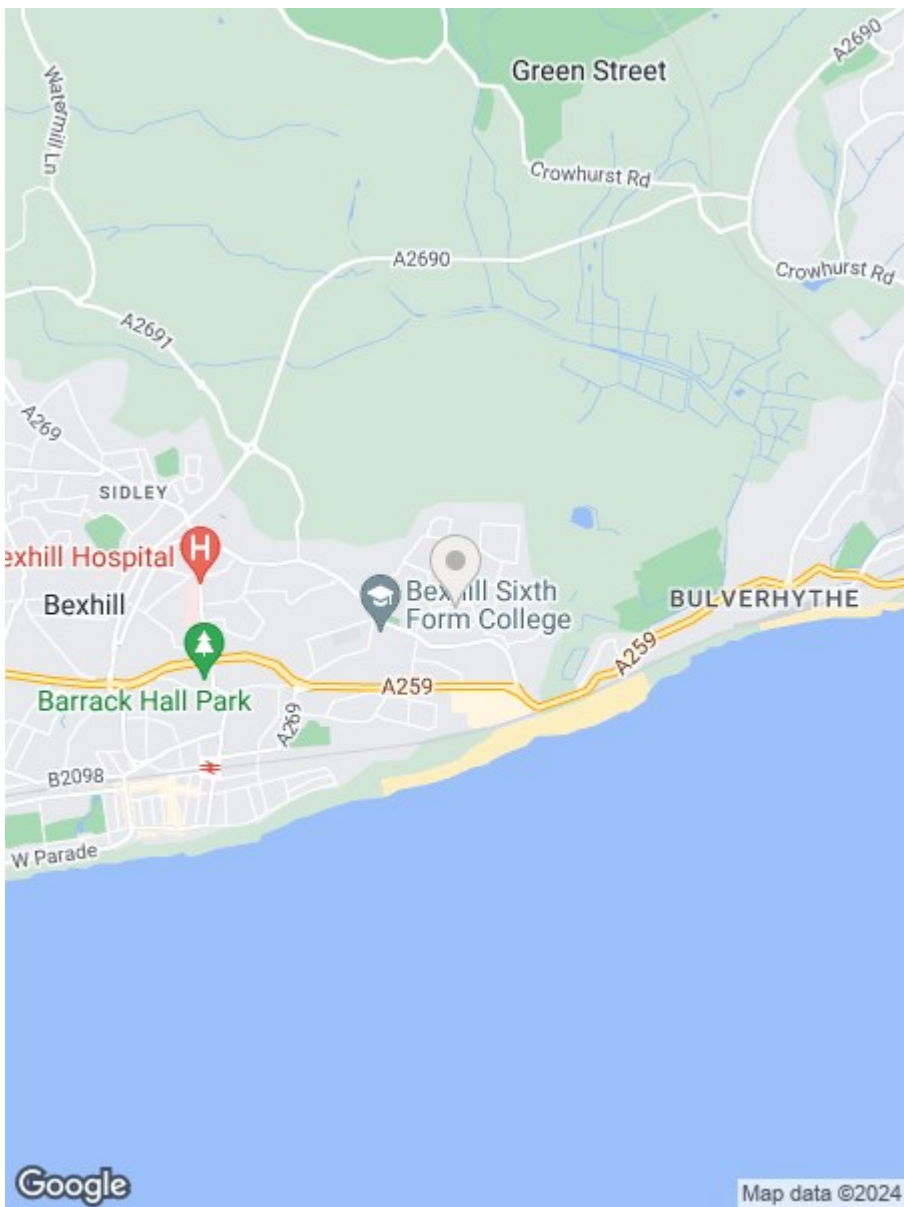 A2690
Green Street
Watermill Ln
Crowhurst Rd
A2690
Crowhurst Rd
A2691
A269
SIDLEY
exhill Hospital
H
Bexhill
Bexhill Sixth
Form College
BULVERHYTHE
A259
A259
Barrack Hall Park
A269
B2098
W Parade
Google
Map data ©2024